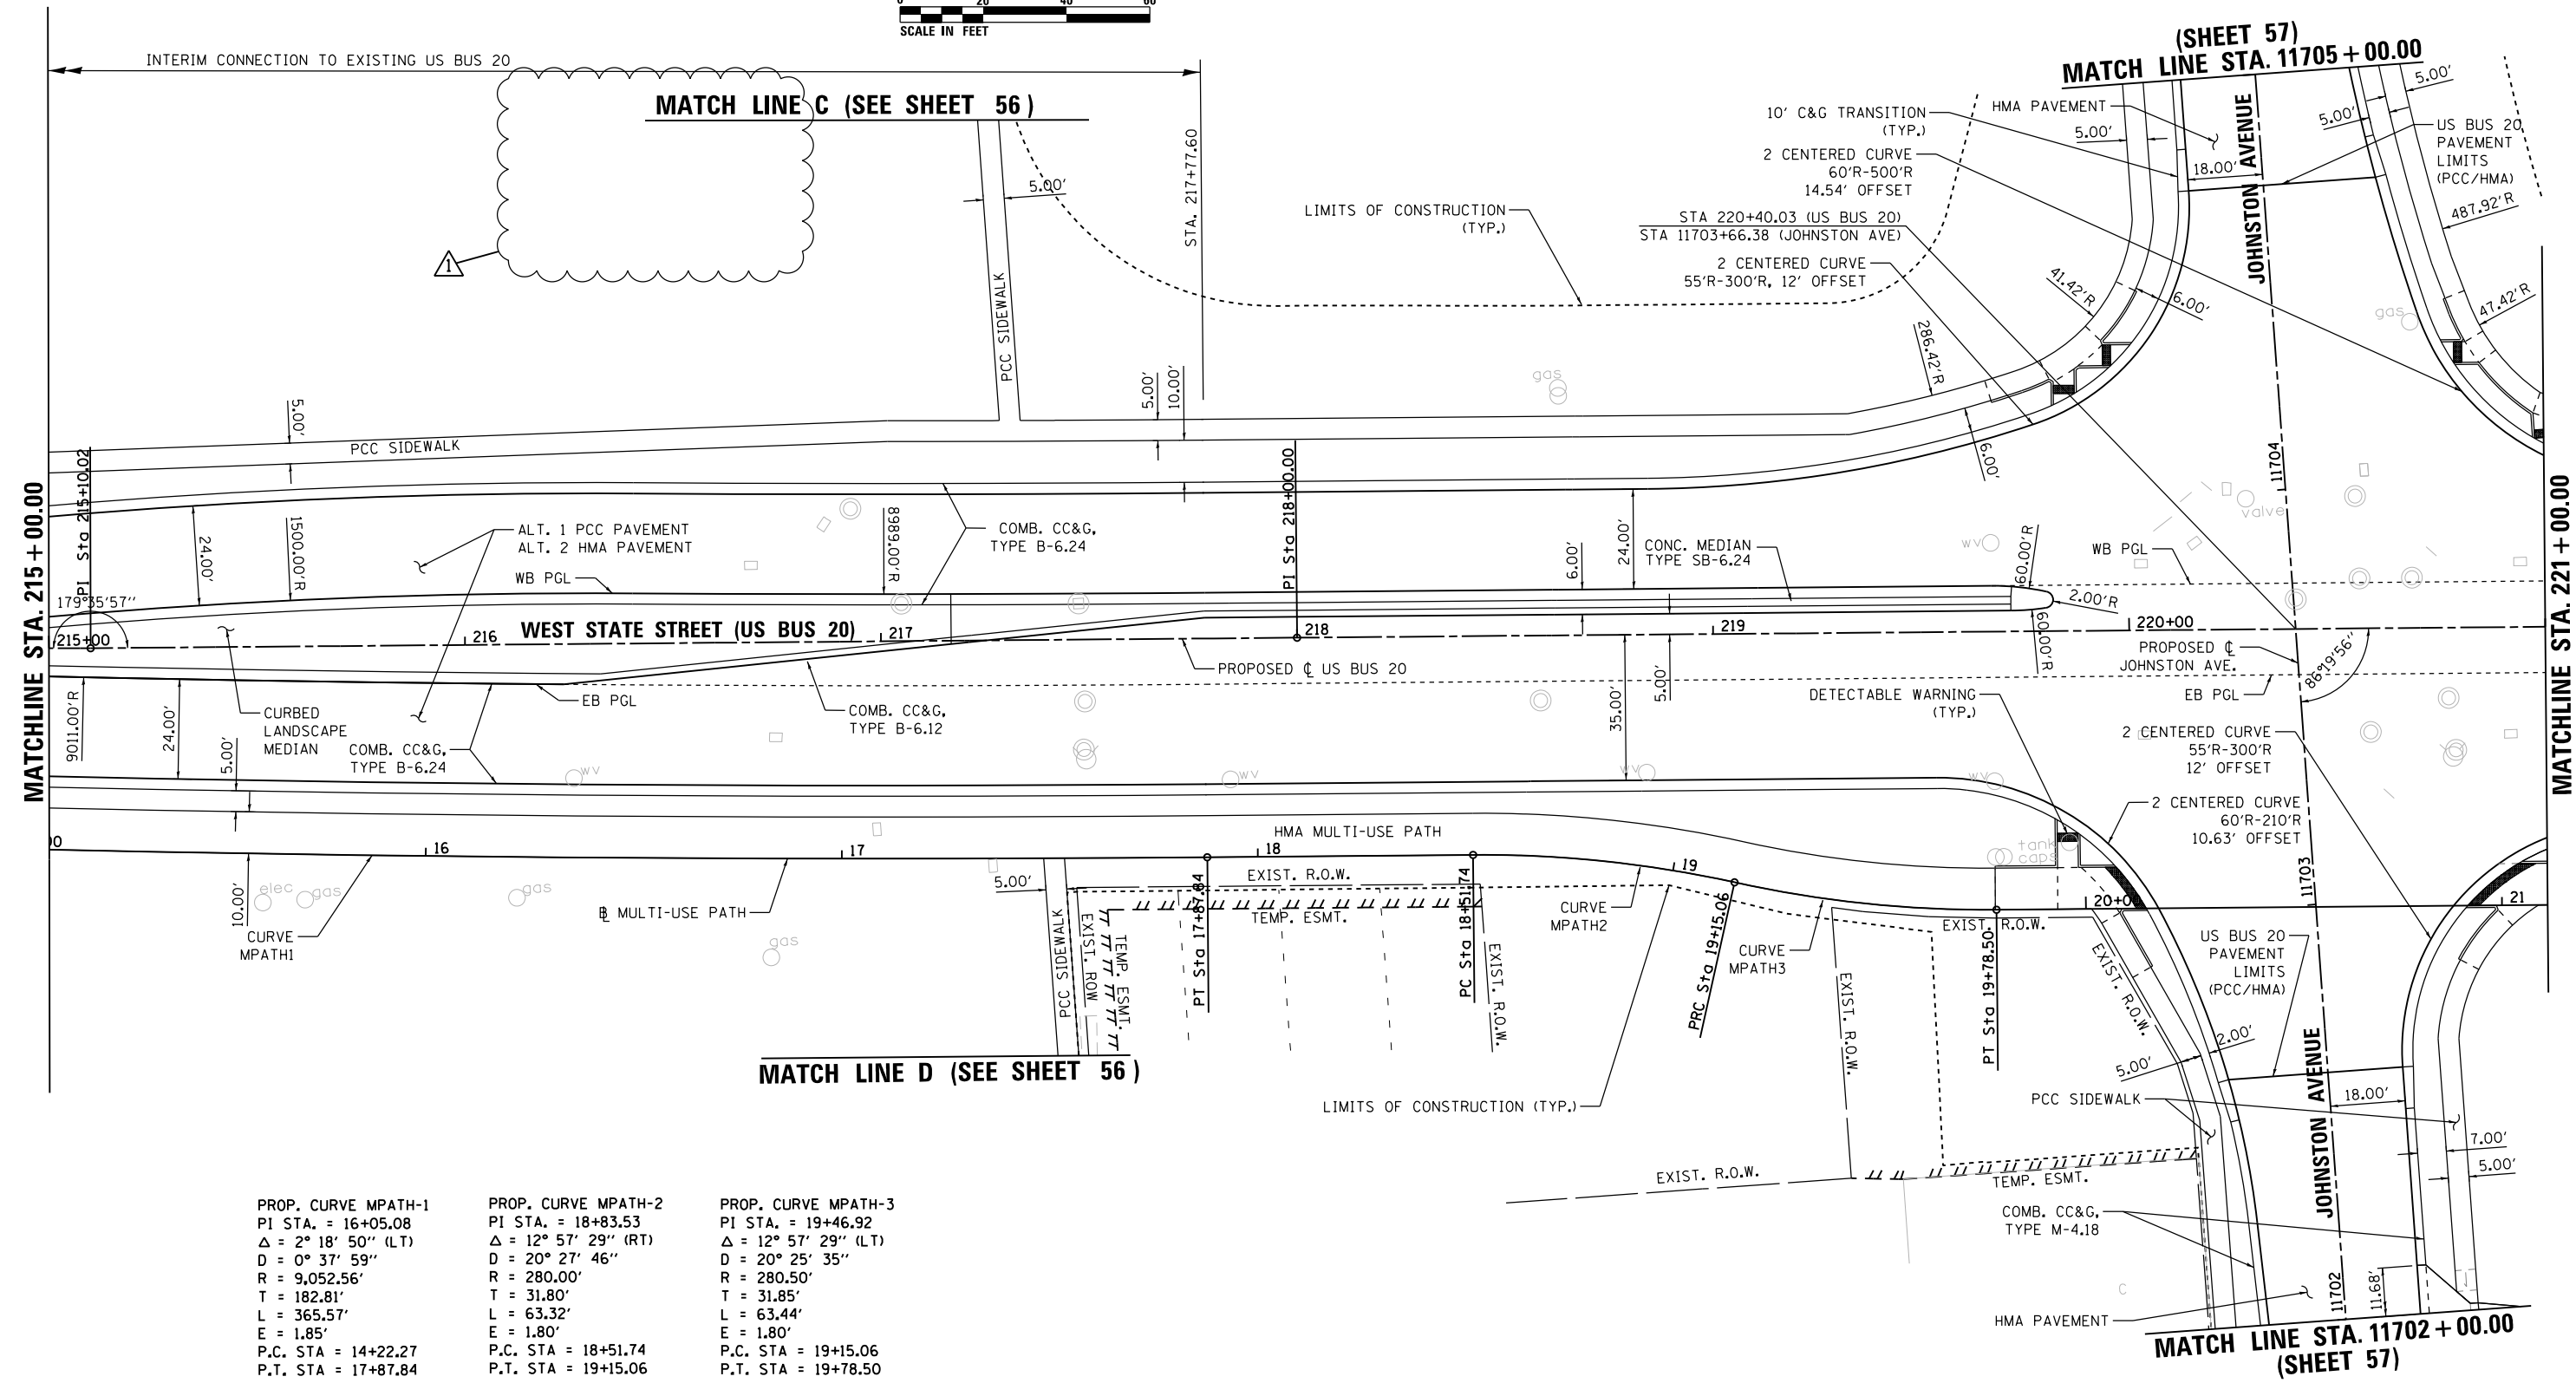 0 20 40 60
SCALE IN FEET
INTERIM CONNECTION TO EXISTING US BUS 20
MATCH LINE C (SEE SHEET 56 )
1
5.00'
PCC SIDEWALK
STA. 217+77.60
LIMITS OF CONSTRUCTION
(TYP.)
(SHEET 57)
MATCH LINE STA. 11705+00.00
10' C&G TRANSITION
(TYP.)
2 CENTERED CURVE
60'R-500'R
14.54' OFFSET
STA 220+40.03 (US BUS 20)
STA 11703+66.38 (JOHNSTON AVE)
2 CENTERED CURVE
55'R-300'R, 12' OFFSET
HMA PAVEMENT
5.00'
18.00'
JOHNSTON AVENUE
5.00'
5.00'
US BUS 20
PAVEMENT
LIMITS
(PCC/HMA)
487.92'R
47.42'R
41.42'R
6.00'
286.42'R
6.00'
gas
gas
MATCHLINE STA. 215+00.00
5.00'
PCC SIDEWALK
5.00'
10.00'
PI Sta 215+10.02
179°35'57"
24.00'
1500.00'R
ALT. 1 PCC PAVEMENT
ALT. 2 HMA PAVEMENT
WB PGL
8989.00'R
COMB. CC&G,
TYPE B-6.24
PI Sta 218+00.00
6.00'
24.00'
CONC. MEDIAN
TYPE SB-6.24
60.00'R
2.00'R
60.00'R
WV
valve
WB PGL
11704
215+00
216
WEST STATE STREET (US BUS 20)
217
218
219
220+00
PROPOSED ℄ US BUS 20
PROPOSED ℄
JOHNSTON AVE.
86°19'56"
EB PGL
EB PGL
9011.00'R
24.00'
5.00'
CURBED
LANDSCAPE
MEDIAN
COMB. CC&G,
TYPE B-6.24
COMB. CC&G,
TYPE B-6.12
35.00'
5.00'
DETECTABLE WARNING
(TYP.)
2 CENTERED CURVE
55'R-300'R
12' OFFSET
2 CENTERED CURVE
60'R-210'R
10.63' OFFSET
MATCHLINE STA. 221+00.00
WV
WV
WV
WV
tank
caps
HMA MULTI-USE PATH
16
17
18
19
20+00
21
11703
10.00'
elec
gas
gas
gas
CURVE
MPATH1
℄ MULTI-USE PATH
5.00'
PCC SIDEWALK
EXIST. ROW
TEMP. ESMT.
PT Sta 17+87.84
EXIST. R.O.W.
TEMP. ESMT.
PC Sta 18+51.74
EXIST. R.O.W.
CURVE
MPATH2
PRC Sta 19+15.06
CURVE
MPATH3
EXIST. R.O.W.
EXIST. R.O.W.
PT Sta 19+78.50
EXIST. R.O.W.
US BUS 20
PAVEMENT
LIMITS
(PCC/HMA)
2.00'
5.00'
MATCH LINE D (SEE SHEET 56 )
LIMITS OF CONSTRUCTION (TYP.)
PCC SIDEWALK
JOHNSTON AVENUE
18.00'
7.00'
5.00'
EXIST. R.O.W.
TEMP. ESMT.
COMB. CC&G,
TYPE M-4.18
11702
11.68'
HMA PAVEMENT
MATCH LINE STA. 11702+00.00
(SHEET 57)
PROP. CURVE MPATH-1
PI STA. = 16+05.08
Δ = 2° 18' 50'' (LT)
D = 0° 37' 59''
R = 9,052.56'
T = 182.81'
L = 365.57'
E = 1.85'
P.C. STA = 14+22.27
P.T. STA = 17+87.84
PROP. CURVE MPATH-2
PI STA. = 18+83.53
Δ = 12° 57' 29'' (RT)
D = 20° 27' 46''
R = 280.00'
T = 31.80'
L = 63.32'
E = 1.80'
P.C. STA = 18+51.74
P.T. STA = 19+15.06
PROP. CURVE MPATH-3
PI STA. = 19+46.92
Δ = 12° 57' 29'' (LT)
D = 20° 25' 35''
R = 280.50'
T = 31.85'
L = 63.44'
E = 1.80'
P.C. STA = 19+15.06
P.T. STA = 19+78.50